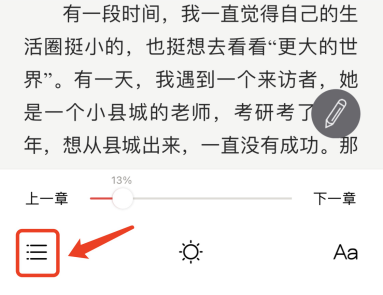 有一段时间，我一直觉得自己的生
活圈挺小的，也挺想去看看“更大的世
界”。有一天，我遇到一个来访者，她
是一个小县城的老师，考研考了
年，想从县城出来，一直没有成功。那
13%
上一章
下一章
Aa